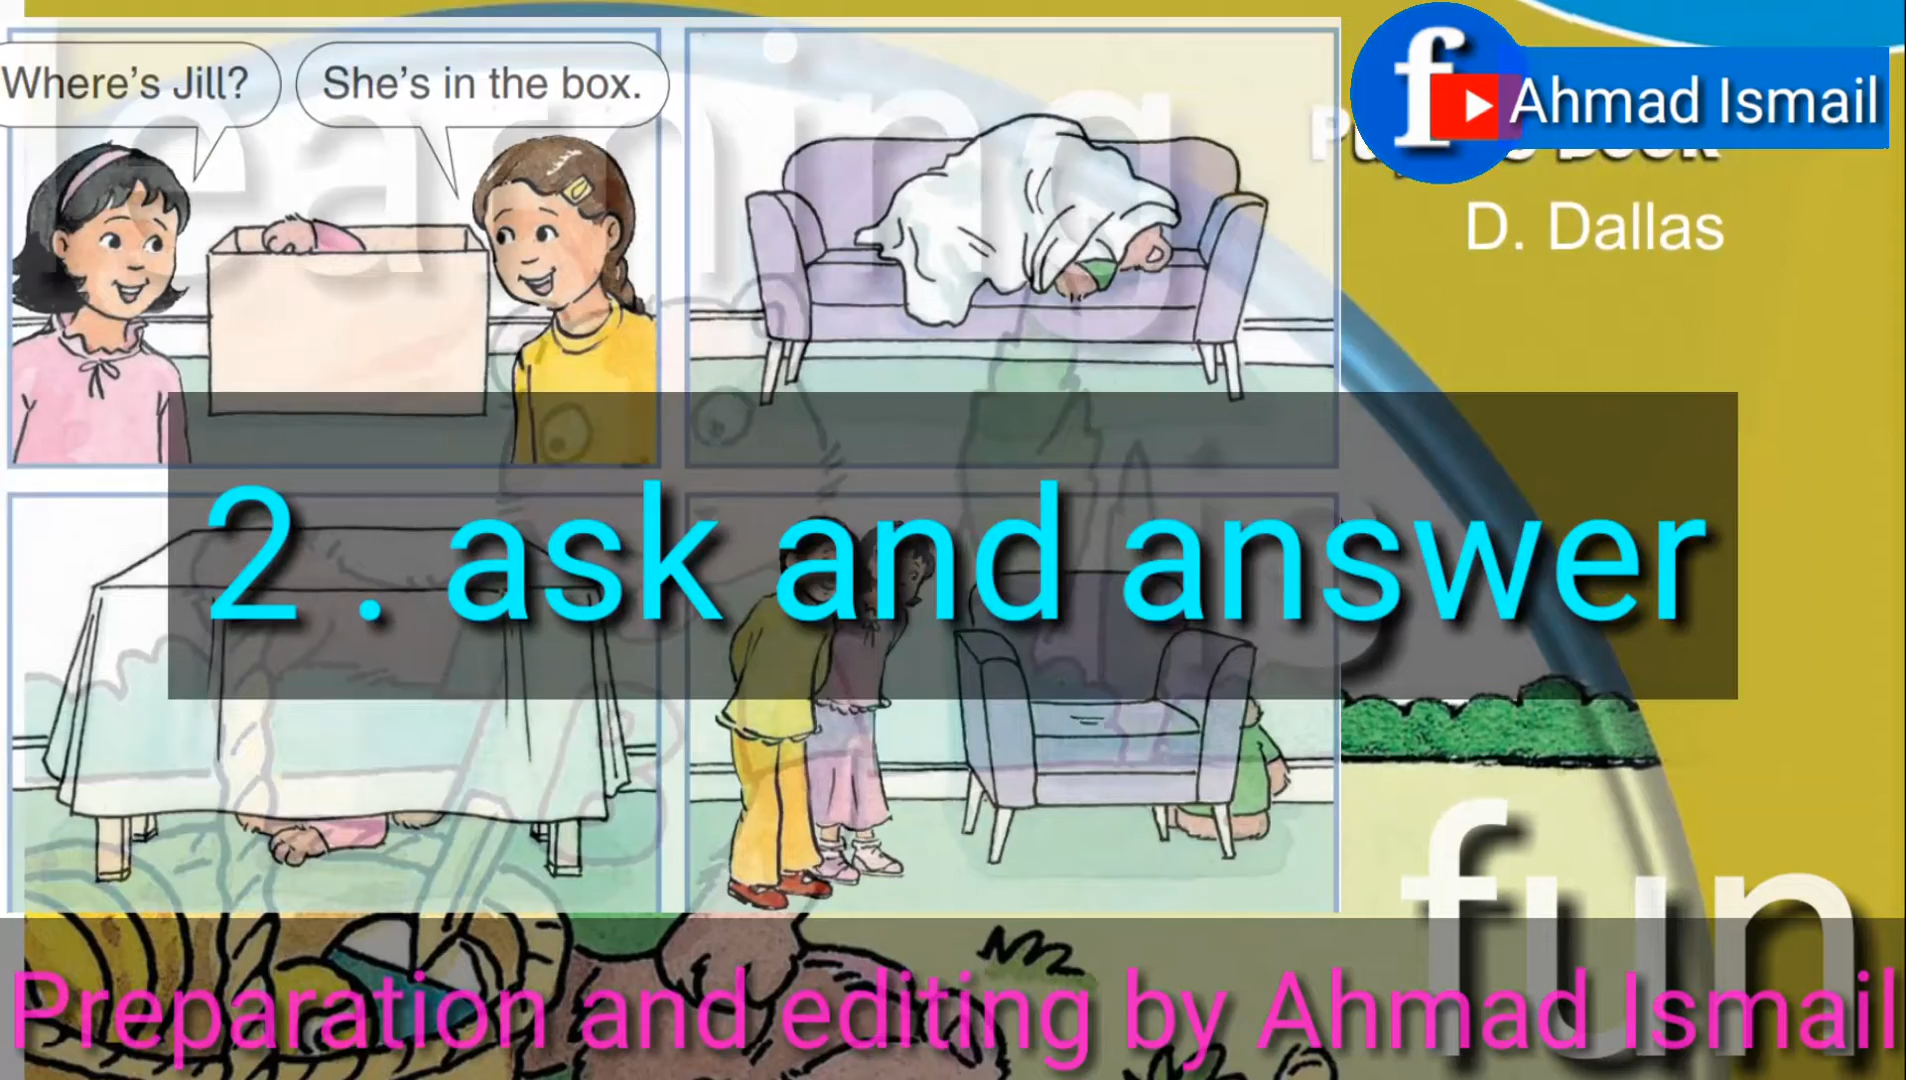 Where's Jill?
She's in the box.
f Ahmad Ismail
D. Dallas
learning
2 . ask and answer
fun
Preparation and editing by Ahmad Ismail